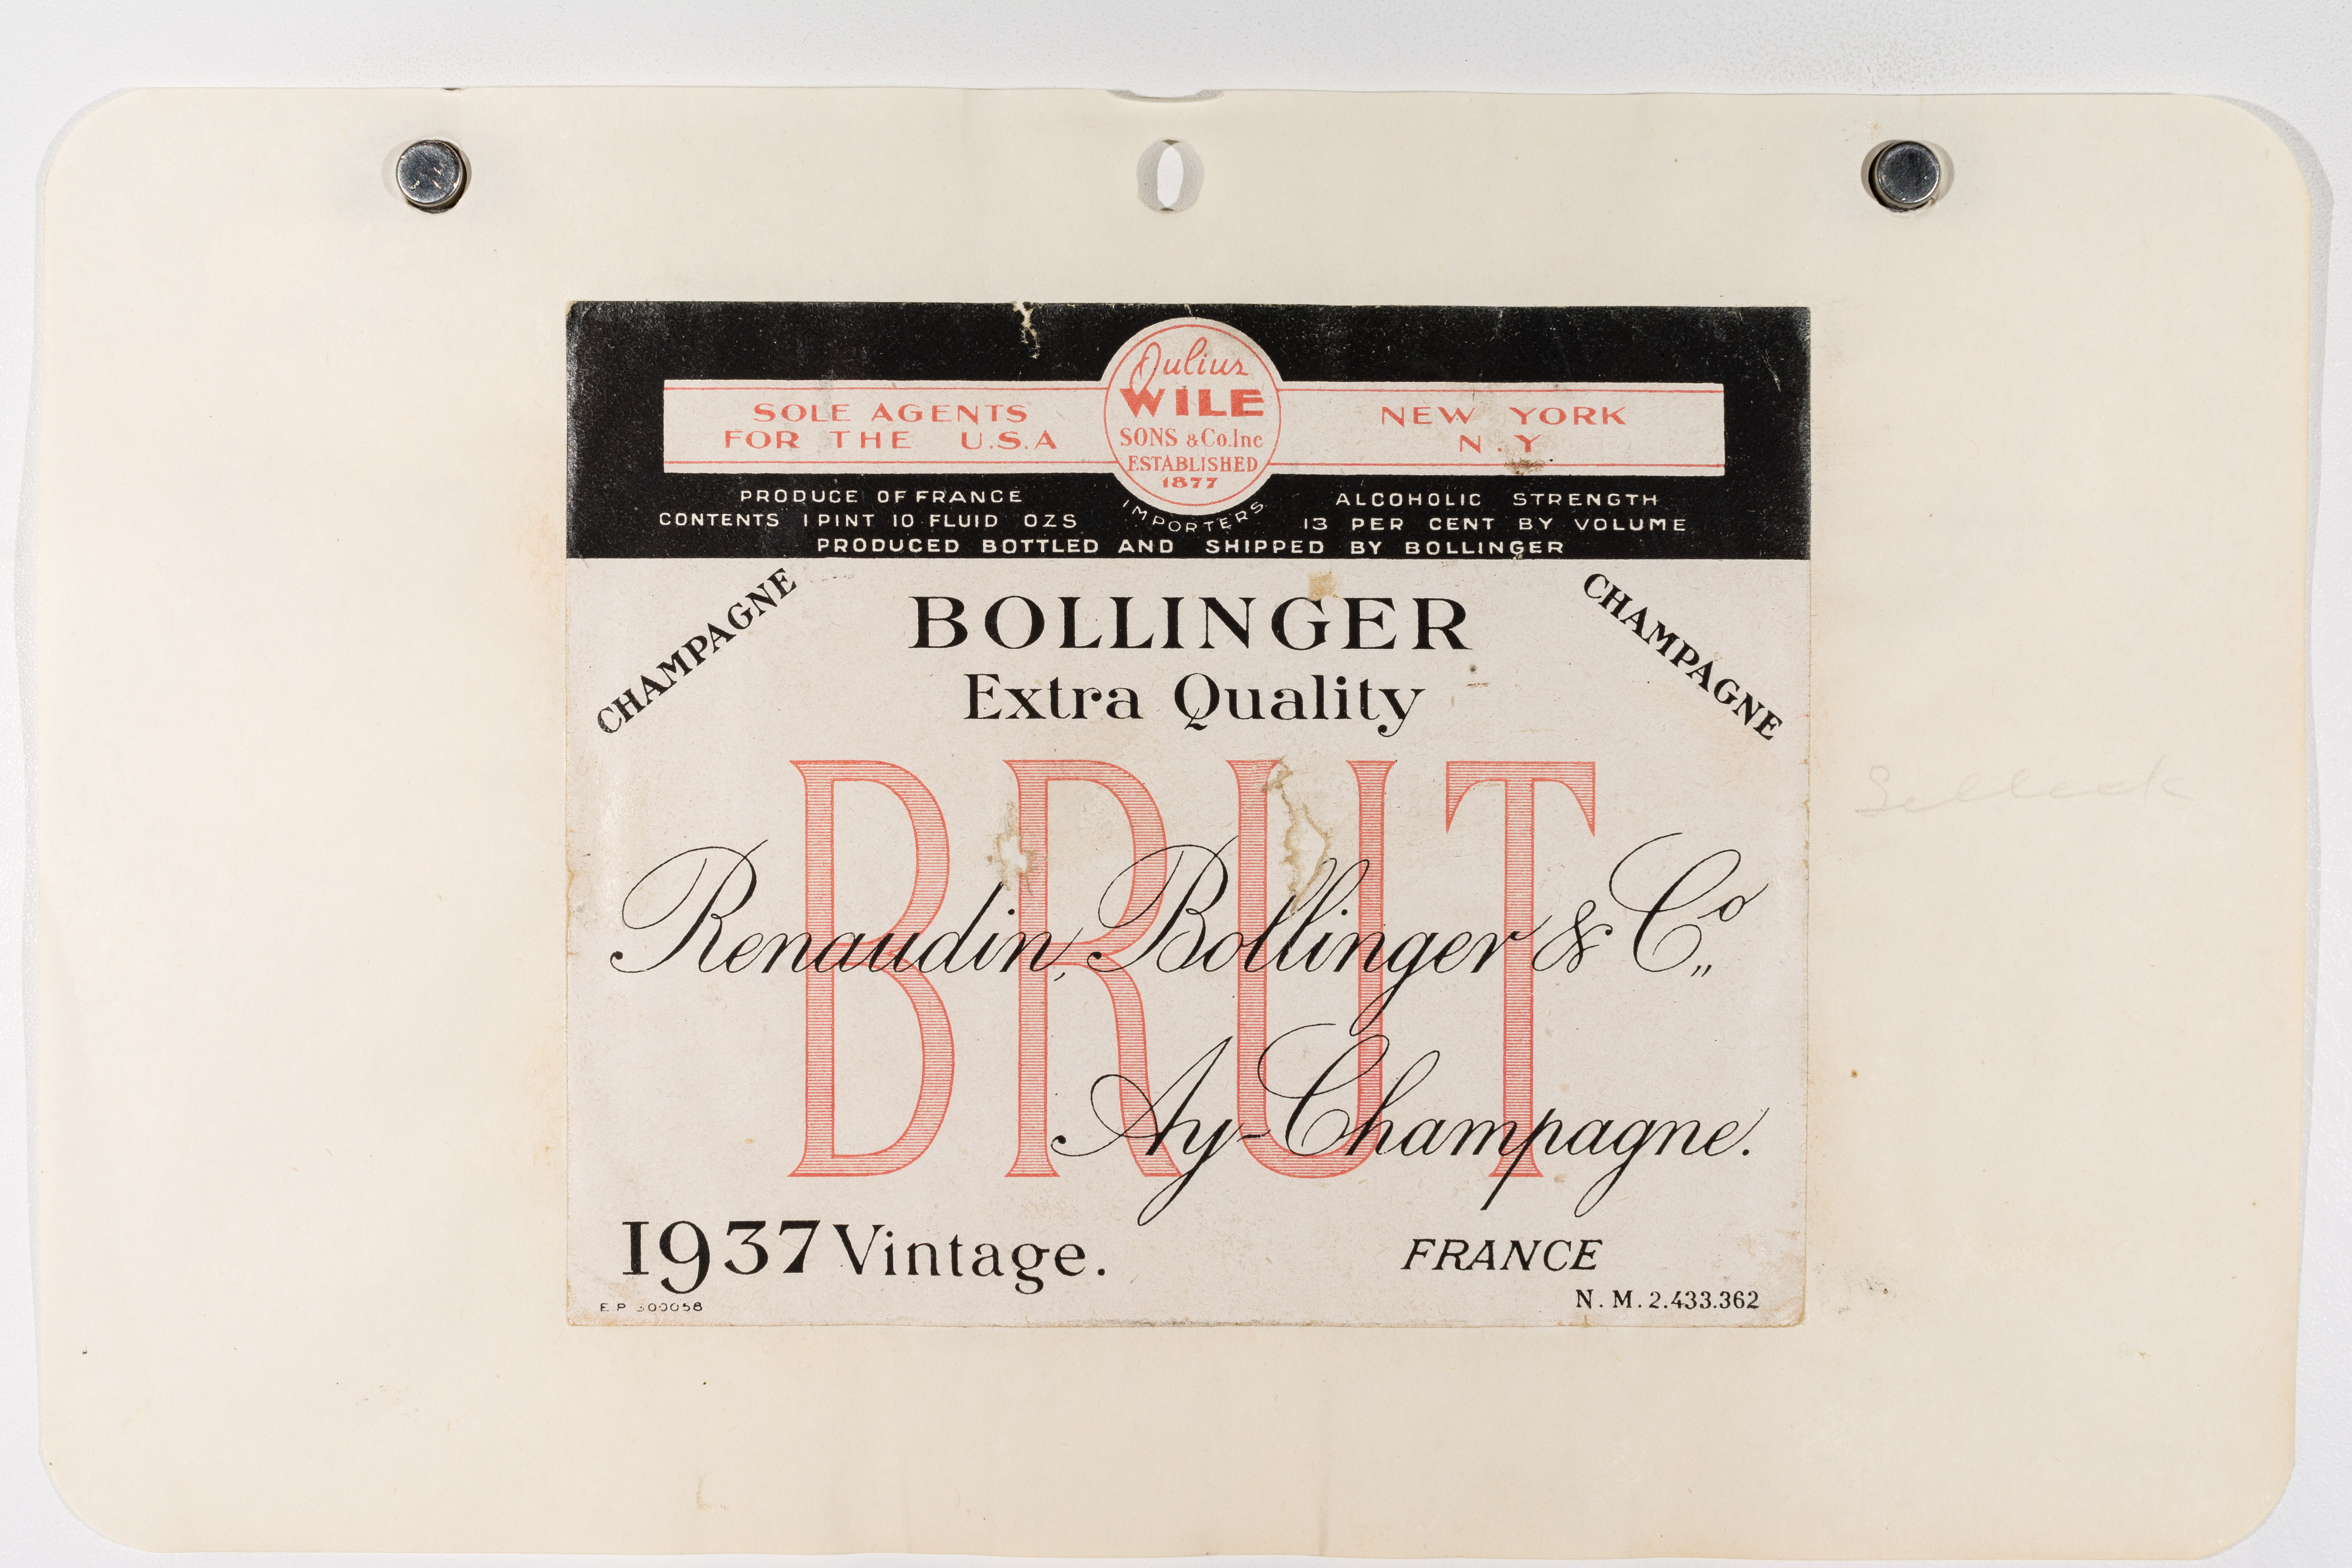 Julius
WILE
SONS & Co. Inc
ESTABLISHED
1877
IMPORTERS
SOLE AGENTS
FOR THE U.S.A
NEW YORK
N.Y
PRODUCE OF FRANCE
CONTENTS 1 PINT 10 FLUID OZS
ALCOHOLIC STRENGTH
13 PER CENT BY VOLUME
PRODUCED BOTTLED AND SHIPPED BY BOLLINGER
CHAMPAGNE
CHAMPAGNE
BOLLINGER
Extra Quality
BRUT
Renaudin, Bollinger & Co.,
Ay-Champagne.
1937 Vintage.
FRANCE
E P
N. M. 2.433.362